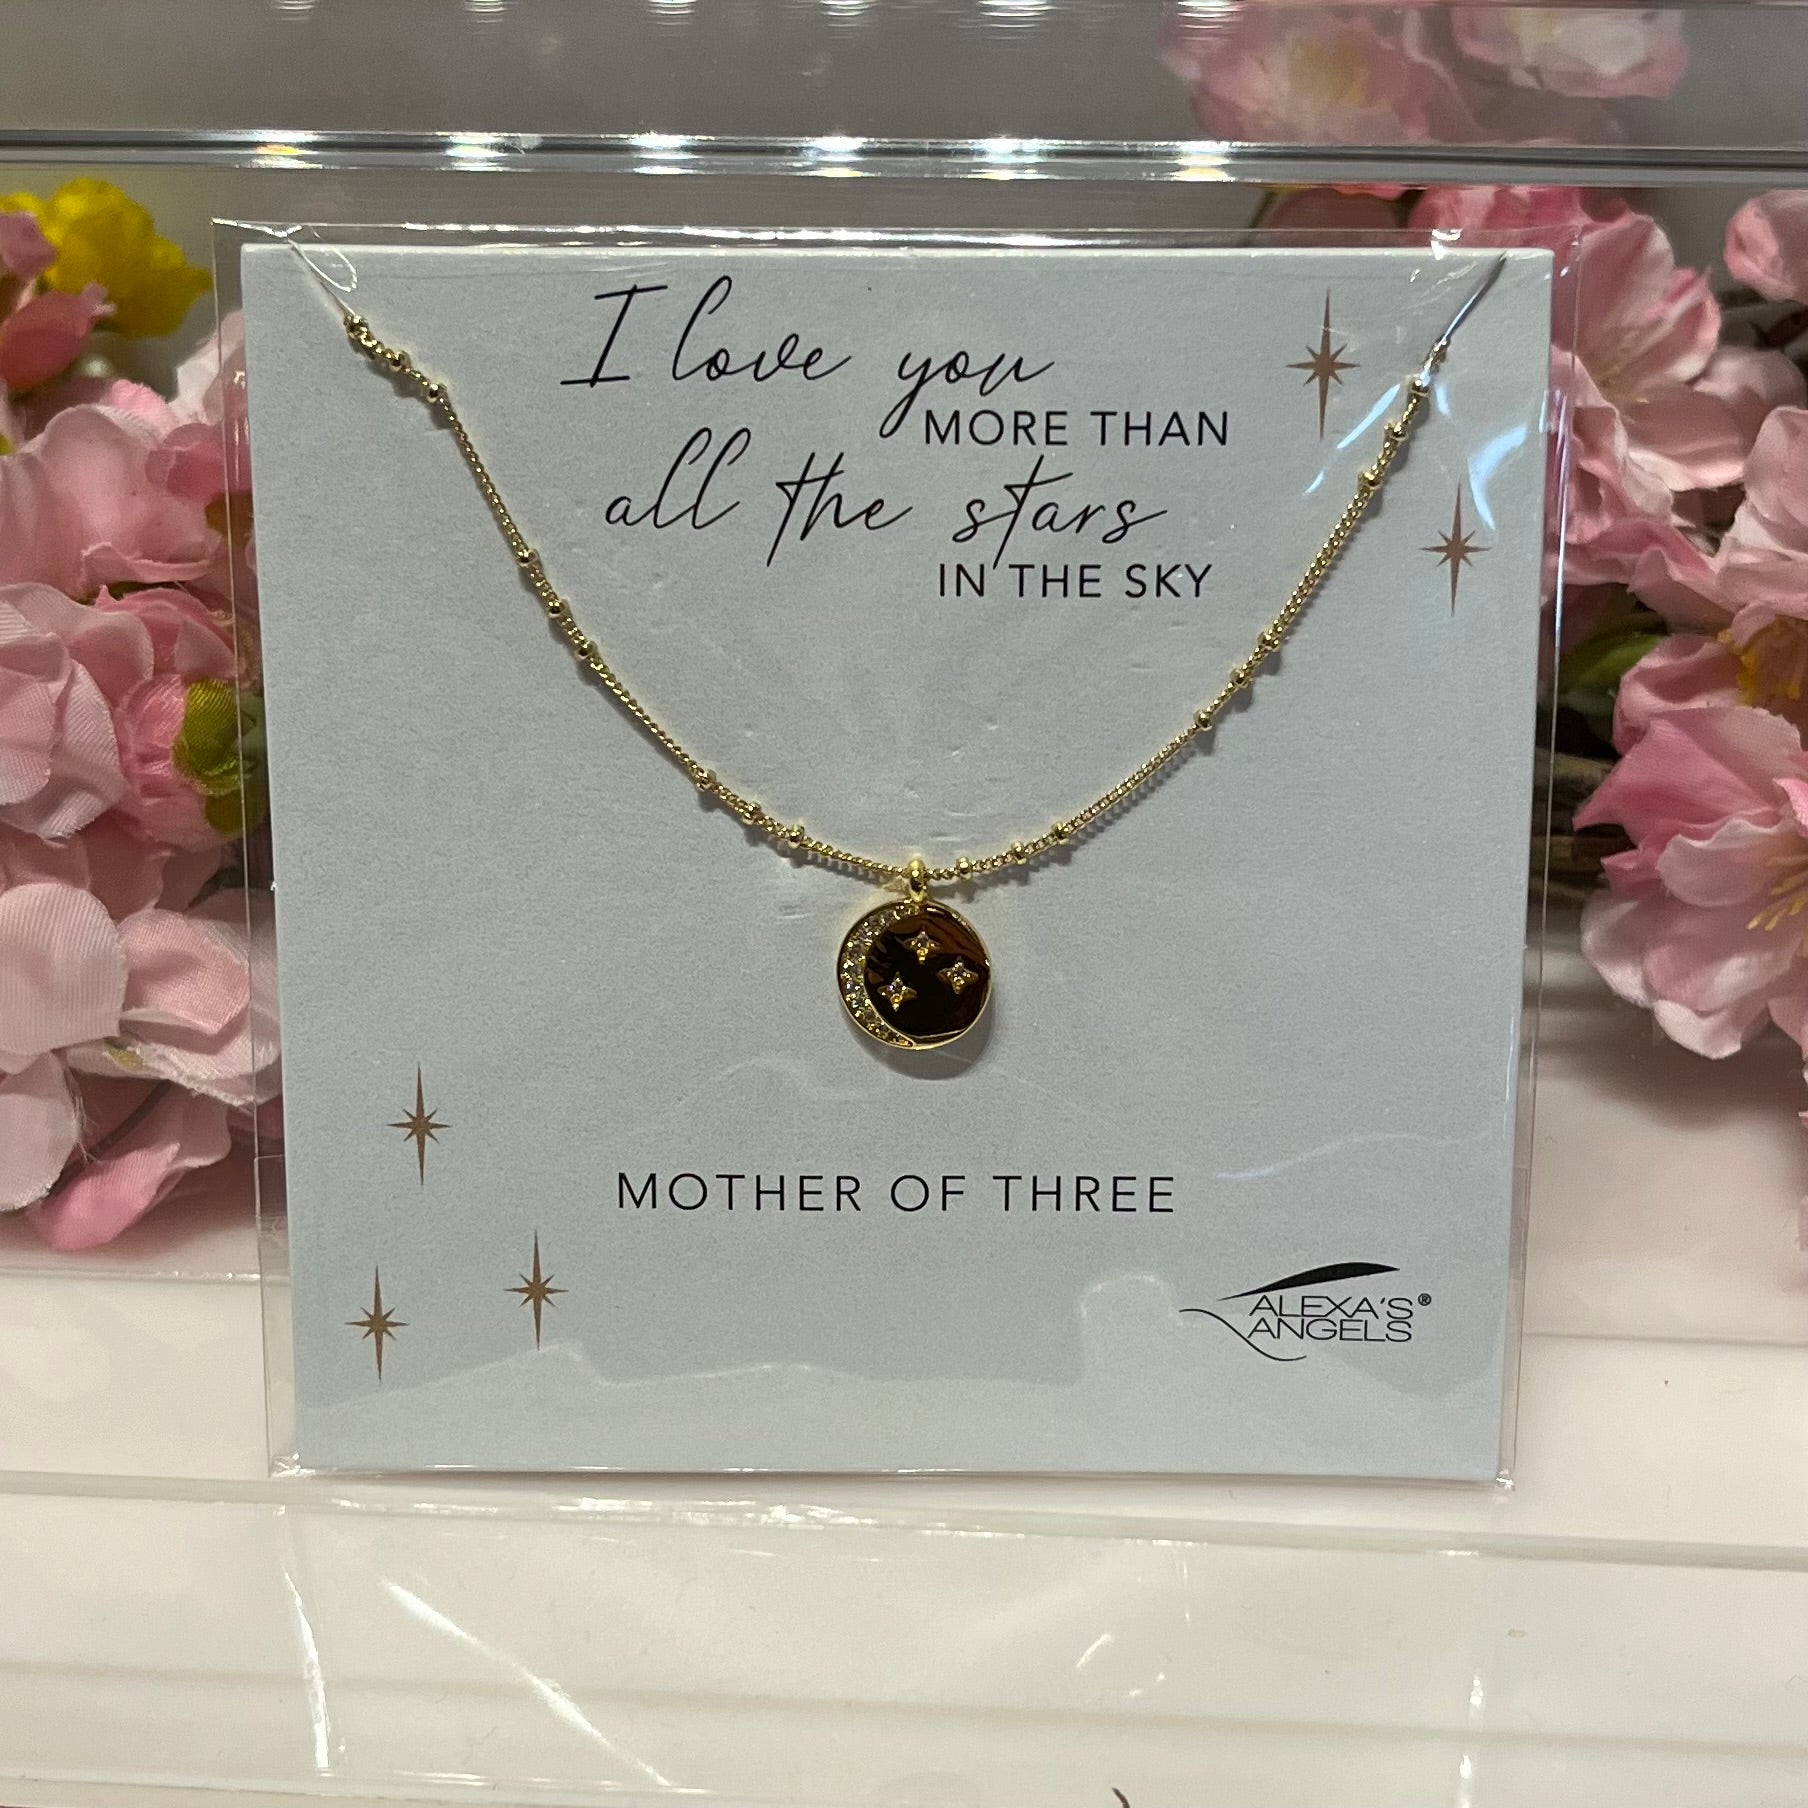 I love you
MORE THAN
all the stars
IN THE SKY
MOTHER OF THREE
ALEXA'S®
ANGELS